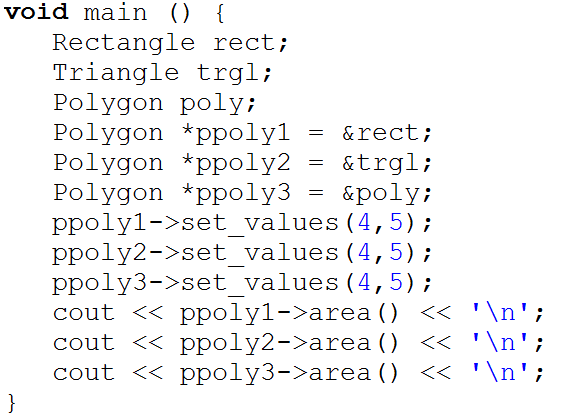 void main () {
   Rectangle rect;
   Triangle trgl;
   Polygon poly;
   Polygon *ppoly1 = &rect;
   Polygon *ppoly2 = &trgl;
   Polygon *ppoly3 = &poly;
   ppoly1->set_values(4,5);
   ppoly2->set_values(4,5);
   ppoly3->set_values(4,5);
   cout << ppoly1->area() << '\n';
   cout << ppoly2->area() << '\n';
   cout << ppoly3->area() << '\n';
}